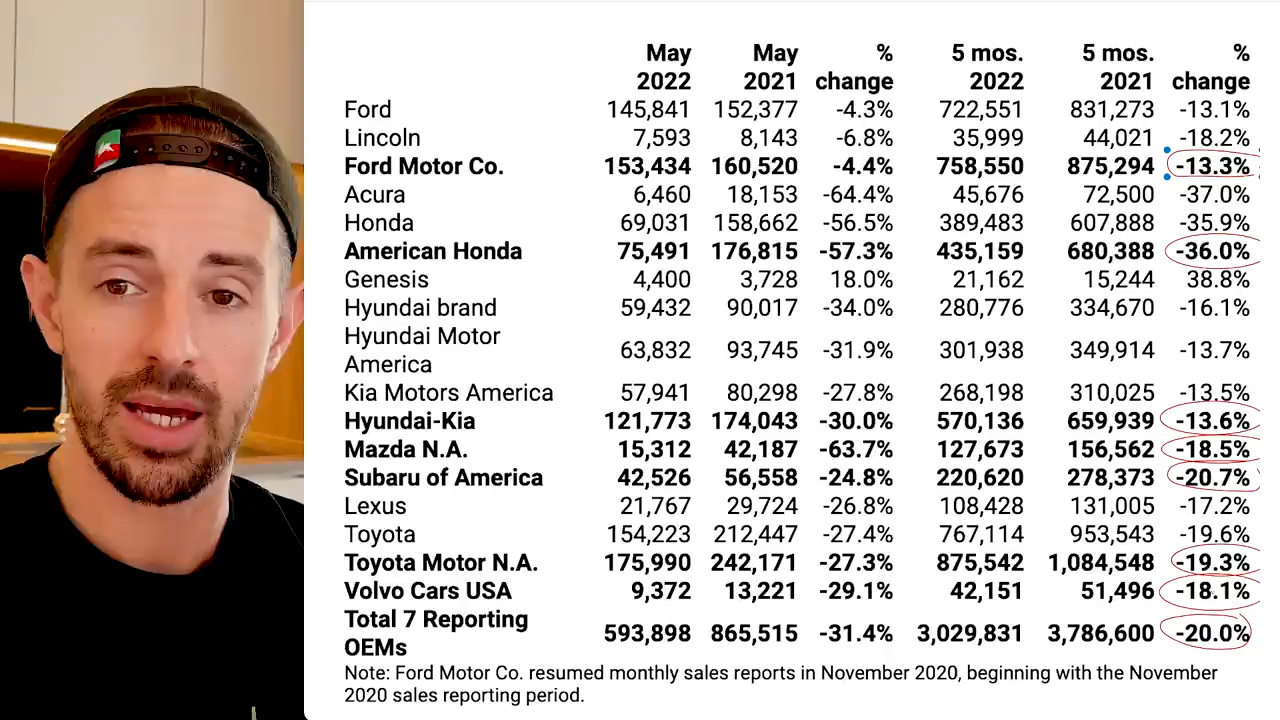 May May % 5 mos. 5 mos. %
2022 2021 change 2022 2021 change
Ford 145,841 152,377 -4.3% 722,551 831,273 -13.1%
Lincoln 7,593 8,143 -6.8% 35,999 44,021 -18.2%
Ford Motor Co. 153,434 160,520 -4.4% 758,550 875,294 -13.3%
Acura 6,460 18,153 -64.4% 45,676 72,500 -37.0%
Honda 69,031 158,662 -56.5% 389,483 607,888 -35.9%
American Honda 75,491 176,815 -57.3% 435,159 680,388 -36.0%
Genesis 4,400 3,728 18.0% 21,162 15,244 38.8%
Hyundai brand 59,432 90,017 -34.0% 280,776 334,670 -16.1%
Hyundai Motor
America 63,832 93,745 -31.9% 301,938 349,914 -13.7%
Kia Motors America 57,941 80,298 -27.8% 268,198 310,025 -13.5%
Hyundai-Kia 121,773 174,043 -30.0% 570,136 659,939 -13.6%
Mazda N.A. 15,312 42,187 -63.7% 127,673 156,562 -18.5%
Subaru of America 42,526 56,558 -24.8% 220,620 278,373 -20.7%
Lexus 21,767 29,724 -26.8% 108,428 131,005 -17.2%
Toyota 154,223 212,447 -27.4% 767,114 953,543 -19.6%
Toyota Motor N.A. 175,990 242,171 -27.3% 875,542 1,084,548 -19.3%
Volvo Cars USA 9,372 13,221 -29.1% 42,151 51,496 -18.1%
Total 7 Reporting
OEMs 593,898 865,515 -31.4% 3,029,831 3,786,600 -20.0%
Note: Ford Motor Co. resumed monthly sales reports in November 2020, beginning with the November
2020 sales reporting period.